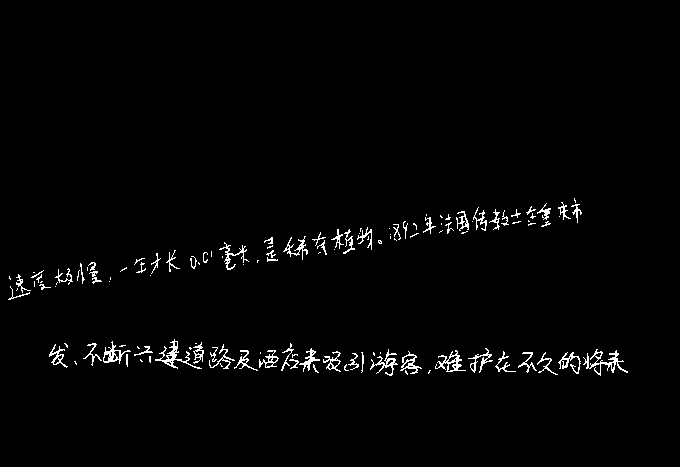 速度极慢，一年才长0.01毫米，是稀有植物。1892年法国传教士在重庆市
发、不断兴建道路及酒店来吸引游客，难护在不久的将来